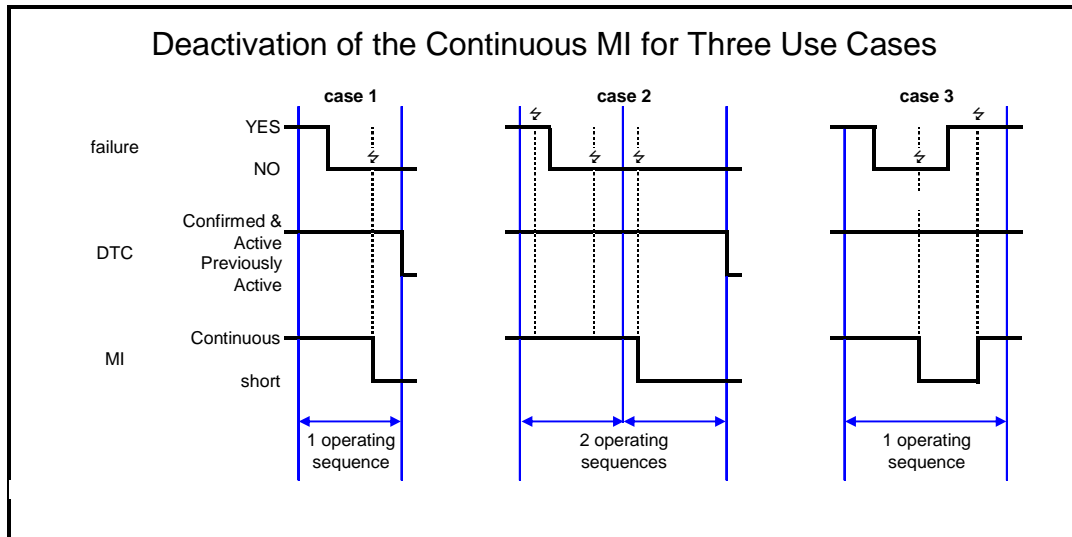 Deactivation of the Continuous MI for Three Use Cases
case 1
case 2
case 3
failure
YES
NO
DTC
Confirmed &
Active
Previously
Active
MI
Continuous
short
1 operating
sequence
2 operating
sequences
1 operating
sequence